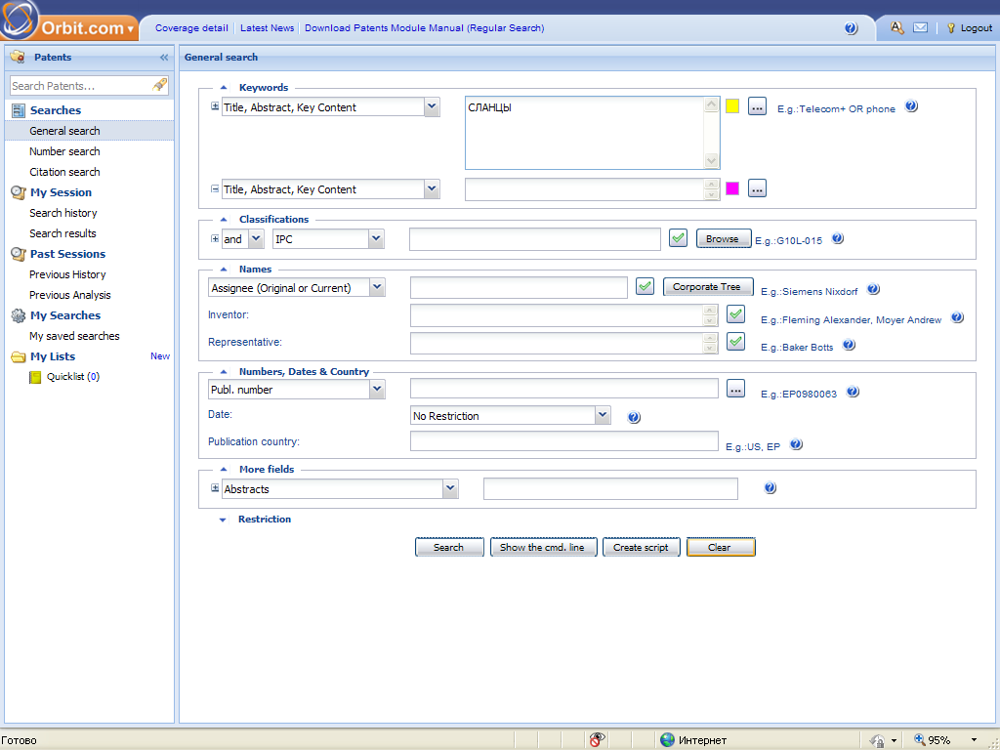 Orbit.com
Coverage detail
Latest News
Download Patents Module Manual (Regular Search)
Logout
Patents
General search
Search Patents...
Searches
General search
Number search
Citation search
My Session
Search history
Search results
Past Sessions
Previous History
Previous Analysis
My Searches
My saved searches
My Lists New
Quicklist (0)
Keywords
Title, Abstract, Key Content СЛАНЦЫ ... E.g.:Telecom+ OR phone
Title, Abstract, Key Content ...
Classifications
and IPC Browse E.g.:G10L-015
Names
Assignee (Original or Current) Corporate Tree E.g.:Siemens Nixdorf
Inventor: E.g.:Fleming Alexander, Moyer Andrew
Representative: E.g.:Baker Botts
Numbers, Dates & Country
Publ. number ... E.g.:EP0980063
Date: No Restriction
Publication country: E.g.:US, EP
More fields
Abstracts
Restriction
Search Show the cmd. line Create script Clear
Готово Интернет 95%